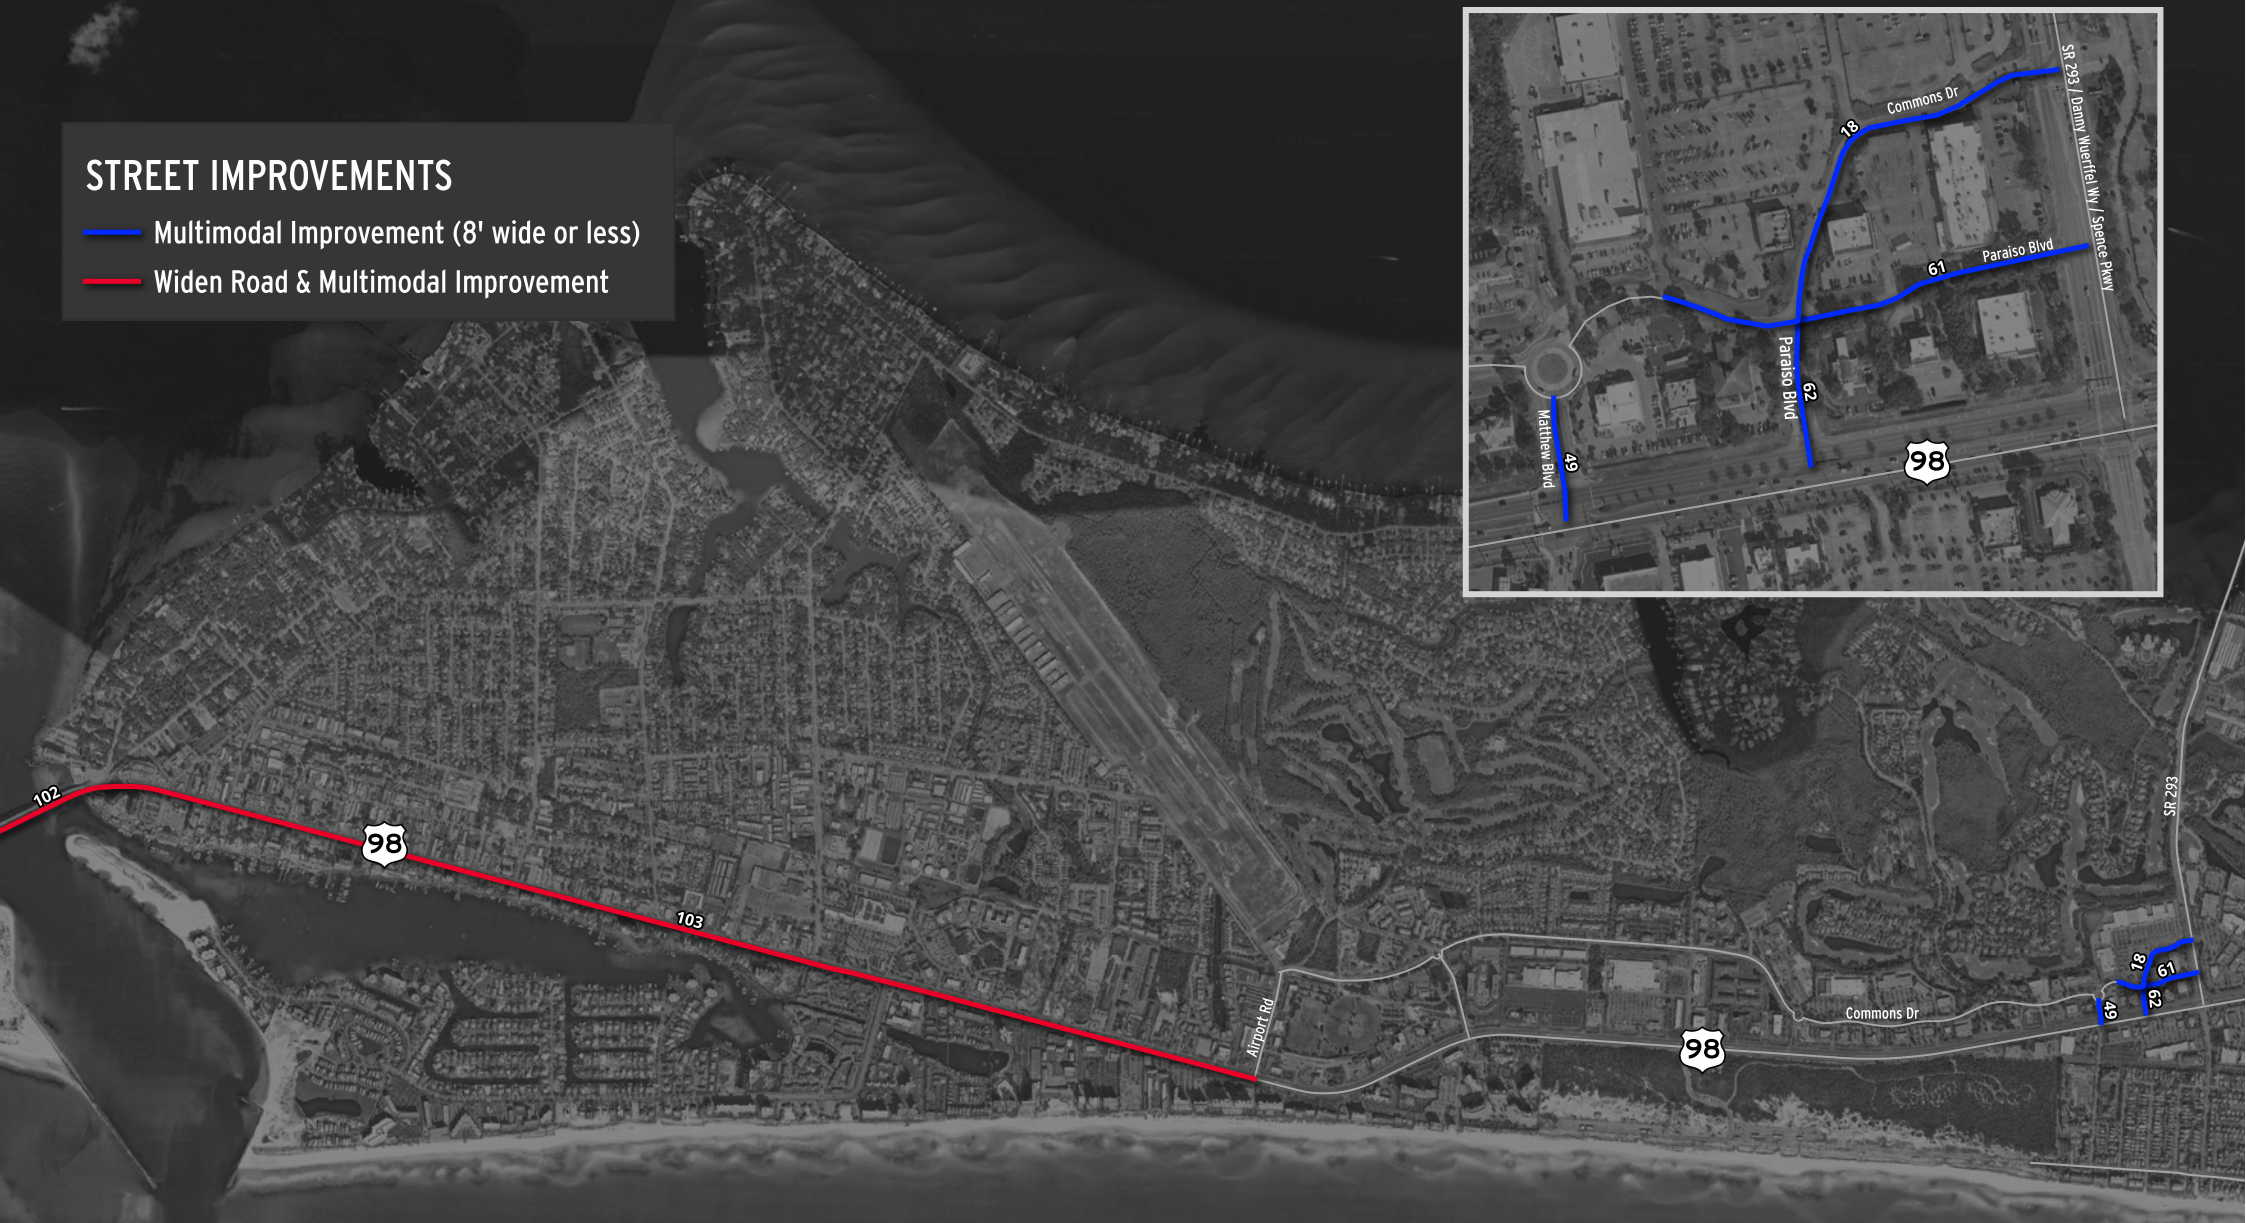 STREET IMPROVEMENTS
Multimodal Improvement (8' wide or less)
Widen Road & Multimodal Improvement
Commons Dr
18
SR 293 / Danny Wuerffel Wy / Spence Pkwy
61
Paraiso Blvd
Paraiso Blvd
62
Matthew Blvd
49
98
102
98
103
Airport Rd
98
Commons Dr
SR 293
18
61
62
49